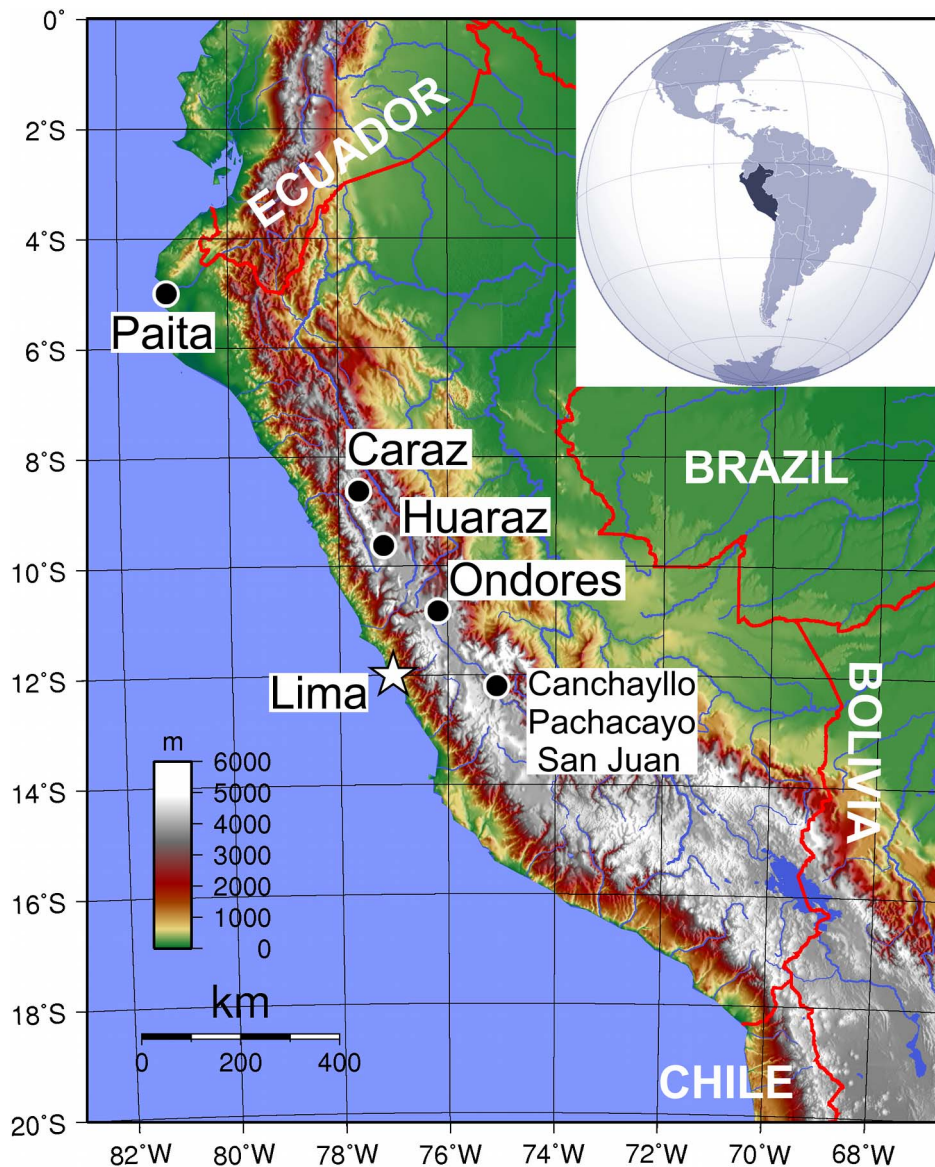 0°
2°S
4°S
6°S
8°S
10°S
12°S
14°S
16°S
18°S
20°S
ECUADOR
Paita
Caraz
BRAZIL
Huaraz
Ondores
Lima
Canchayllo
Pachacayo
San Juan
BOLIVIA
m
6000
5000
4000
3000
2000
1000
0
km
0 200 400
CHILE
82°W 80°W 78°W 76°W 74°W 72°W 70°W 68°W